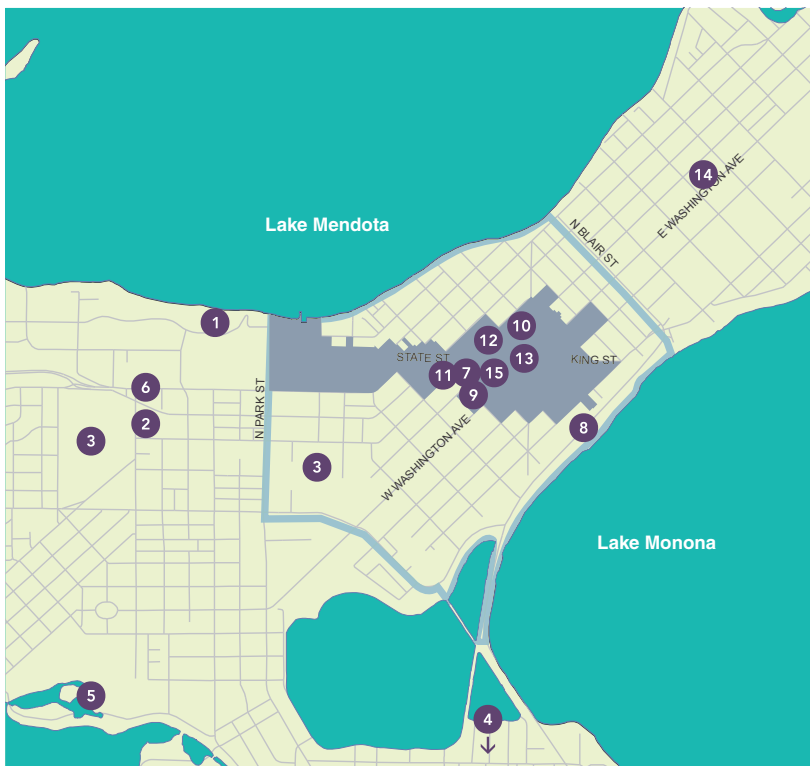 14
E WASHINGTON AVE
Lake Mendota
N BLAIR ST
1
10
12
STATE ST
13
KING ST
11
7
15
6
9
N PARK ST
2
8
3
W WASHINGTON AVE
3
Lake Monona
5
4